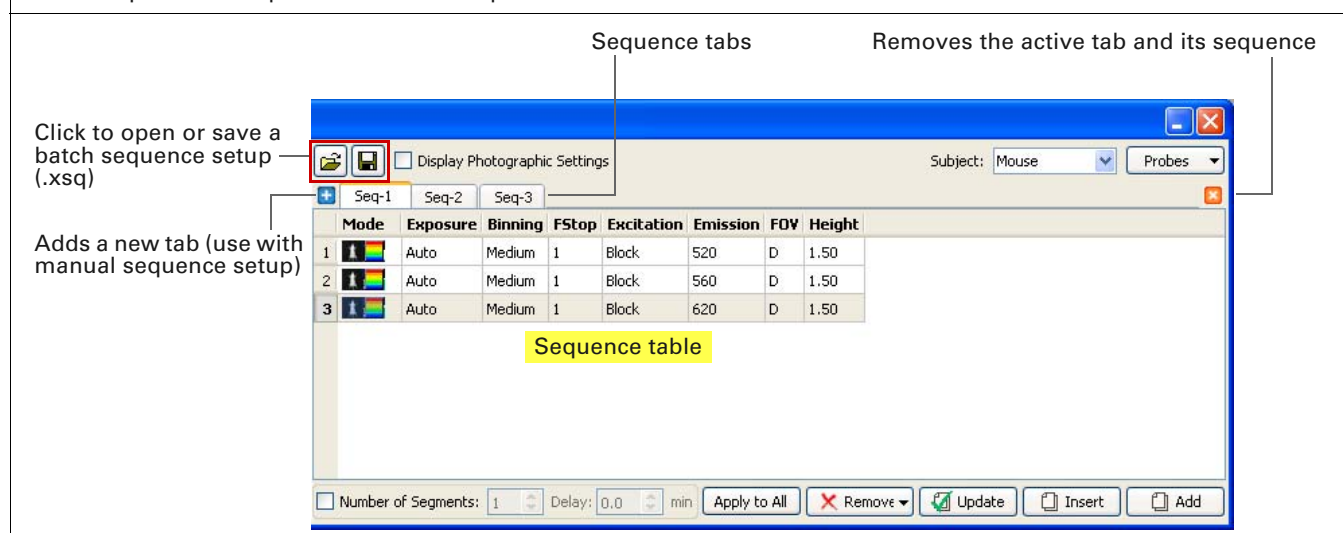 Sequence tabs
Removes the active tab and its sequence
Click to open or save a
batch sequence setup
(.xsq)
Display Photographic Settings
Subject: Mouse
Probes
Seq-1 Seq-2 Seq-3
Adds a new tab (use with
manual sequence setup)
Mode Exposure Binning FStop Excitation Emission FOV Height
1 Auto Medium 1 Block 520 D 1.50
2 Auto Medium 1 Block 560 D 1.50
3 Auto Medium 1 Block 620 D 1.50
Sequence table
Number of Segments: 1 Delay: 0.0 min Apply to All Remove Update Insert Add